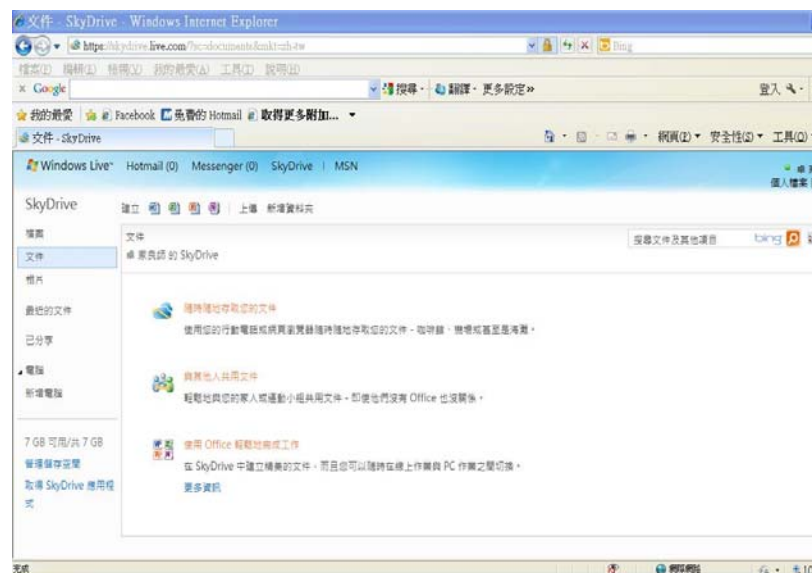 文件 - SkyDrive - Windows Internet Explorer
https://skydrive.live.com/?sc=documents&mkt=zh-tw
Bing
檔案(F) 編輯(E) 檢視(V) 我的最愛(A) 工具(T) 說明(H)
x Google 搜尋 翻譯 更多設定 » 登入
我的最愛 Facebook 免費的 Hotmail 取得更多附加...
文件 - SkyDrive 網頁(P) 安全性(S) 工具(O)
Windows Live Hotmail (0) Messenger (0) SkyDrive | MSN
個人檔案
SkyDrive 建立 上傳 新增資料夾
檔案
文件
相片
最近的文件
已分享
電腦
新增電腦
7 GB 可用/共 7 GB
管理儲存空間
取得 SkyDrive 應用程式
文件
卓 家良師 的 SkyDrive
搜尋文件及其他項目 bing
隨時隨地存取您的文件
使用您的行動電話或網頁瀏覽器隨時隨地存取您的文件，咖啡館、機場或甚至是海灘。
與其他人共用文件
輕鬆地與您的家人或運動小組共用文件，即使他們沒有 Office 也沒關係。
使用 Office 輕鬆地完成工作
在 SkyDrive 中建立精美的文件，而且您可以隨時在線上作業與 PC 作業之間切換。
更多資訊
完成 網際網路